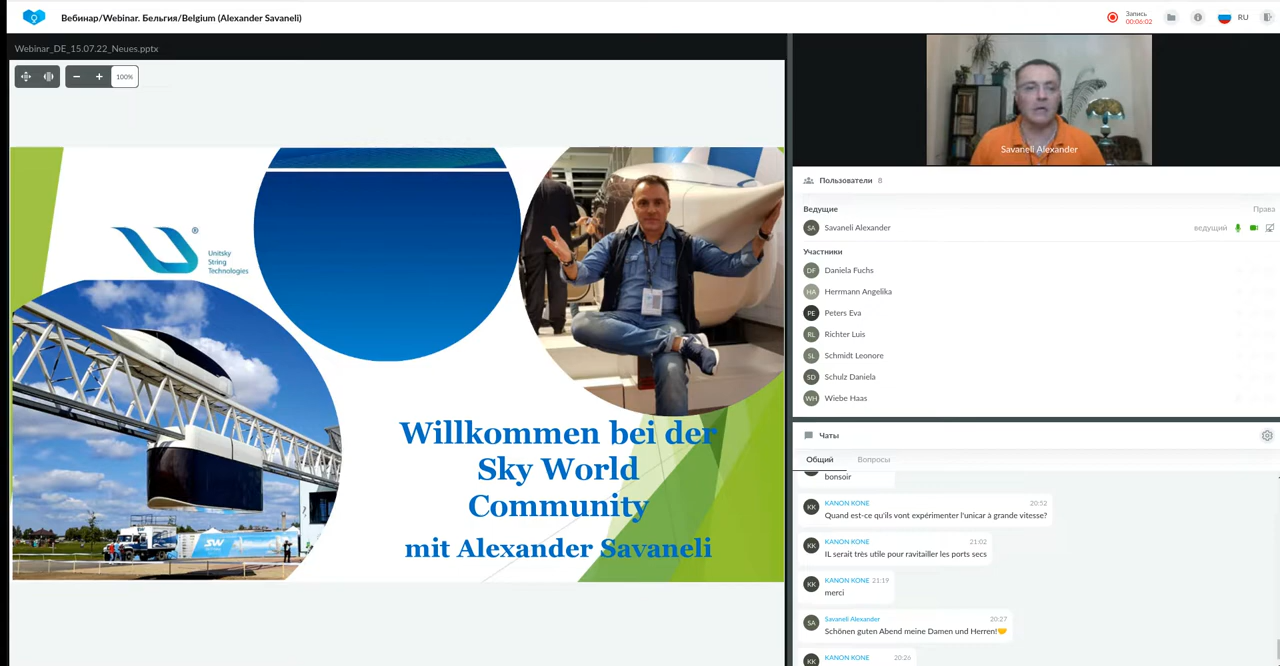 Вебинар/Webinar. Бельгия/Belgium (Alexander Savaneli)
Запись
00:06:02
RU
Webinar_DE_15.07.22_Neues.pptx
100%
Unitsky
String
Technologies
®
SW
Willkommen bei der
Sky World
Community
mit Alexander Savaneli
Savaneli Alexander
Пользователи 8
Ведущие Права
SA Savaneli Alexander ведущий
Участники
DF Daniela Fuchs
HA Herrmann Angelika
PE Peters Eva
RL Richter Luis
SL Schmidt Leonore
SD Schulz Daniela
WH Wiebe Haas
Чаты
Общий Вопросы
bonsoir
KK KANON KONE 20:52
Quand est-ce qu'ils vont expérimenter l'unicar à grande vitesse?
KK KANON KONE 21:02
IL serait très utile pour ravitailler les ports secs
KK KANON KONE 21:19
merci
SA Savaneli Alexander 20:27
Schönen guten Abend meine Damen und Herren!🤝
KK KANON KONE 20:26